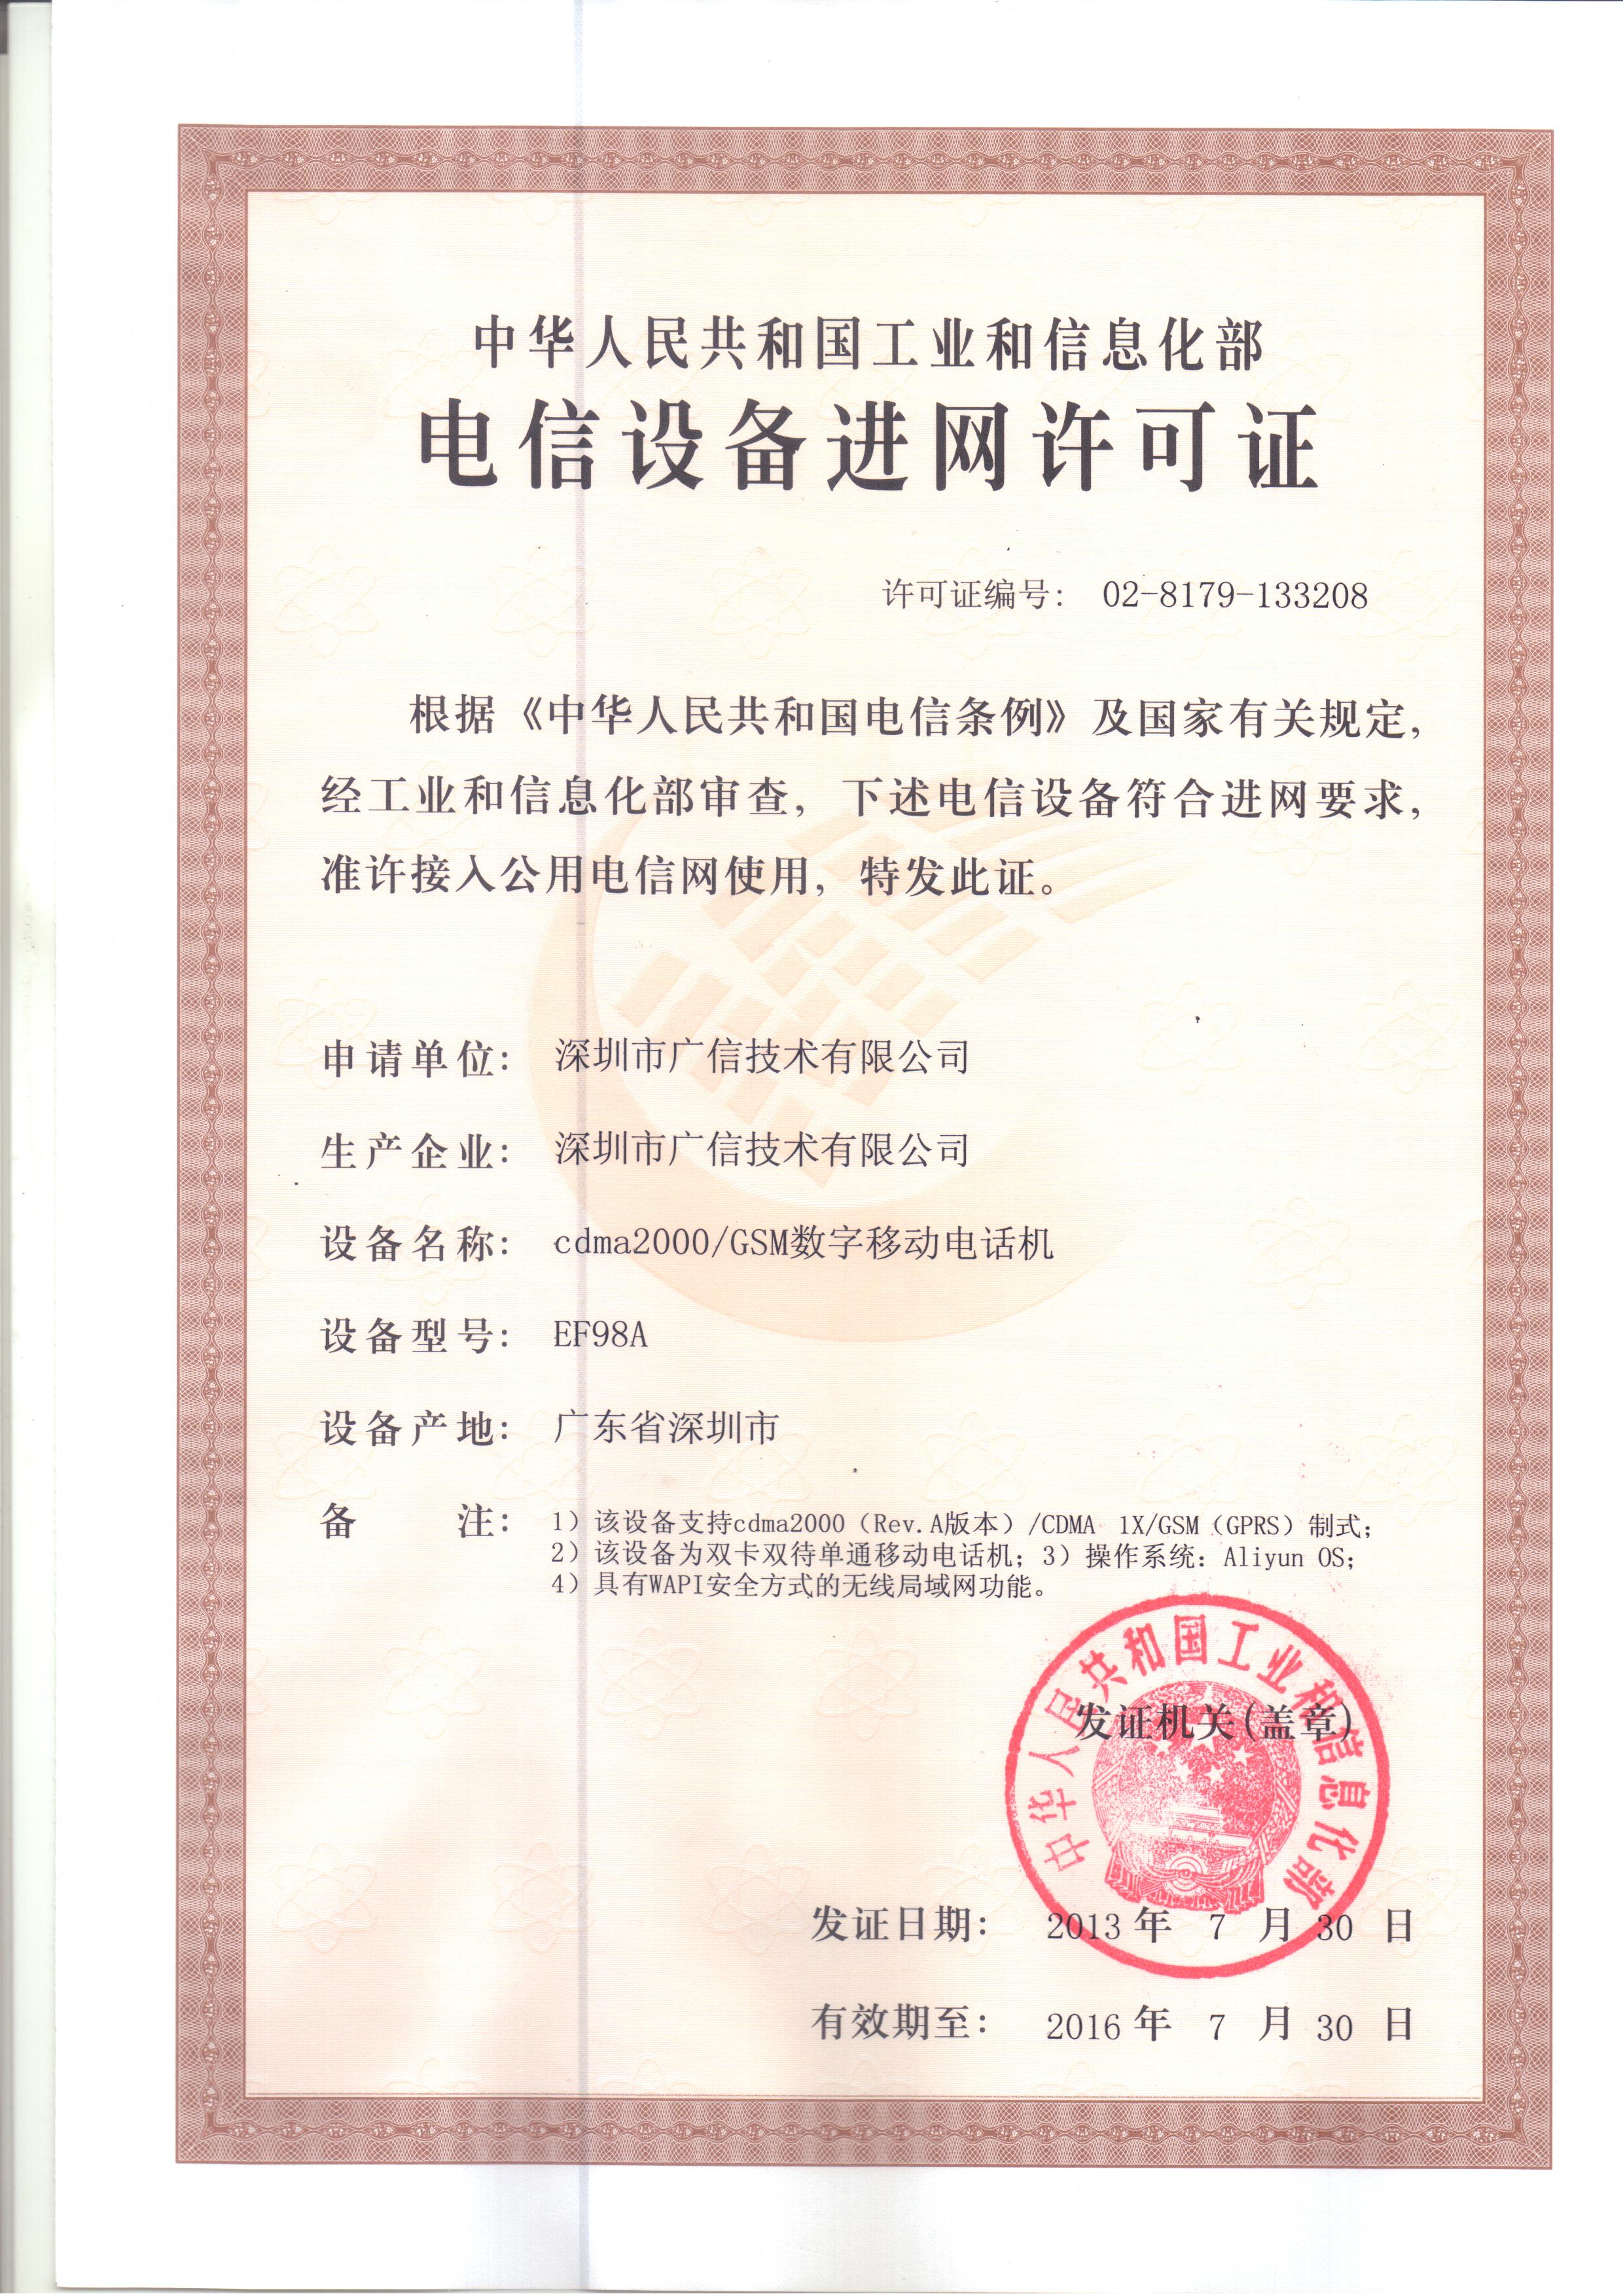 中华人民共和国工业和信息化部
电信设备进网许可证
许可证编号： 02-8179-133208
根据《中华人民共和国电信条例》及国家有关规定，
经工业和信息化部审查，下述电信设备符合进网要求，
准许接入公用电信网使用，特发此证。
申请单位： 深圳市广信技术有限公司
生产企业： 深圳市广信技术有限公司
设备名称： cdma2000/GSM数字移动电话机
设备型号： EF98A
设备产地： 广东省深圳市
备 注： 1）该设备支持cdma2000（Rev.A版本）/CDMA 1X/GSM（GPRS）制式；
2）该设备为双卡双待单通移动电话机；3）操作系统：Aliyun OS；
4）具有WAPI安全方式的无线局域网功能。
中华人民共和国工业和信息化部
发证机关(盖章)
发证日期： 2013 年 7 月 30 日
有效期至： 2016 年 7 月 30 日